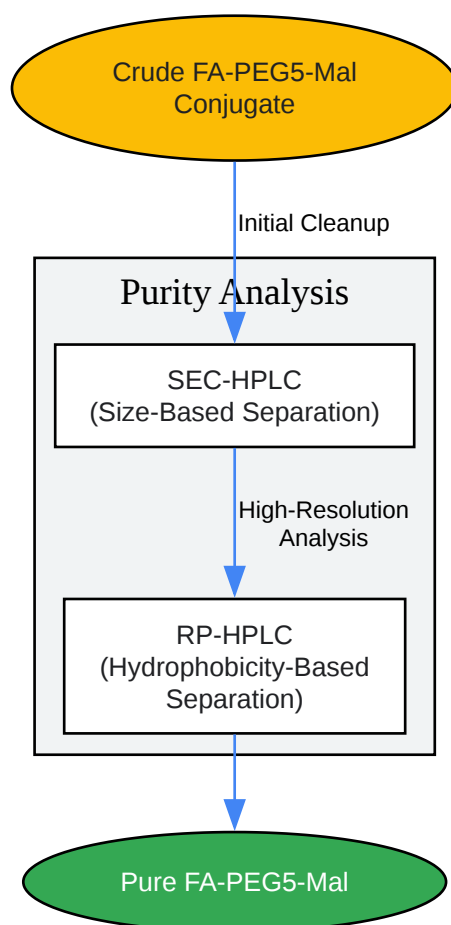 Crude FA-PEG5-Mal
Conjugate
Initial Cleanup
Purity Analysis
SEC-HPLC
(Size-Based Separation)
High-Resolution
Analysis
RP-HPLC
(Hydrophobicity-Based
Separation)
Pure FA-PEG5-Mal